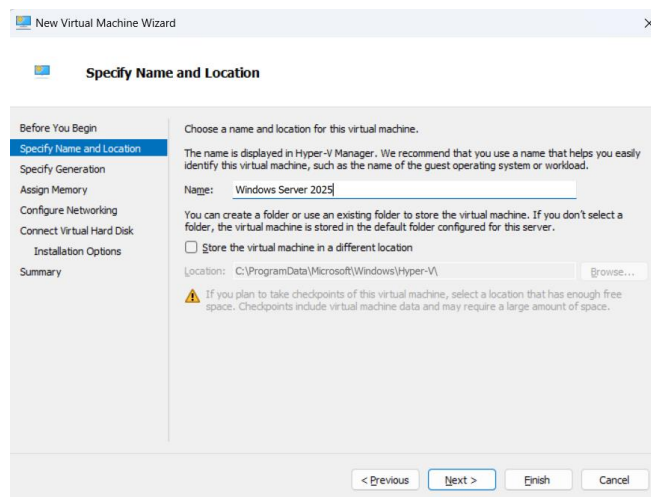 New Virtual Machine Wizard
Specify Name and Location
Before You Begin
Specify Name and Location
Specify Generation
Assign Memory
Configure Networking
Connect Virtual Hard Disk
Installation Options
Summary
Choose a name and location for this virtual machine.
The name is displayed in Hyper-V Manager. We recommend that you use a name that helps you easily
identify this virtual machine, such as the name of the guest operating system or workload.
Name: Windows Server 2025
You can create a folder or use an existing folder to store the virtual machine. If you don't select a
folder, the virtual machine is stored in the default folder configured for this server.
Store the virtual machine in a different location
Location: C:\ProgramData\Microsoft\Windows\Hyper-V\ Browse...
If you plan to take checkpoints of this virtual machine, select a location that has enough free
space. Checkpoints include virtual machine data and may require a large amount of space.
< Previous Next > Finish Cancel